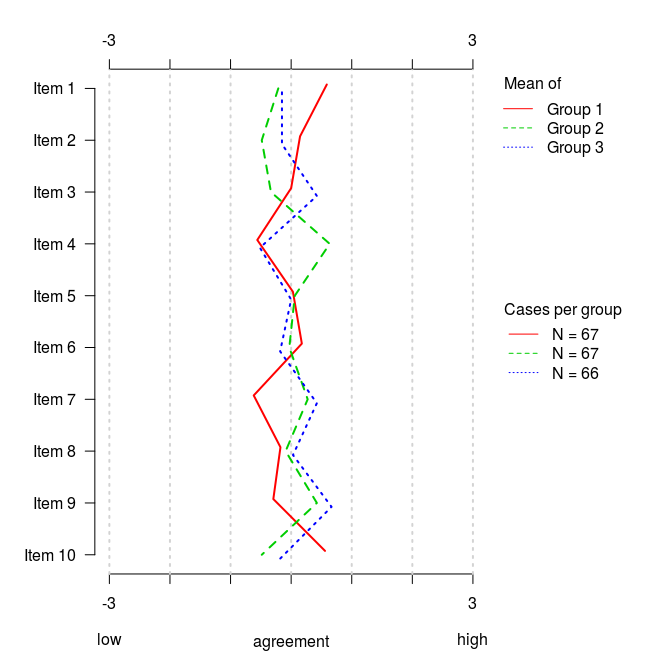 -3 3
Item 1
Item 2
Item 3
Item 4
Item 5
Item 6
Item 7
Item 8
Item 9
Item 10
-3 3
low agreement high
Mean of
Group 1
Group 2
Group 3
Cases per group
N = 67
N = 67
N = 66